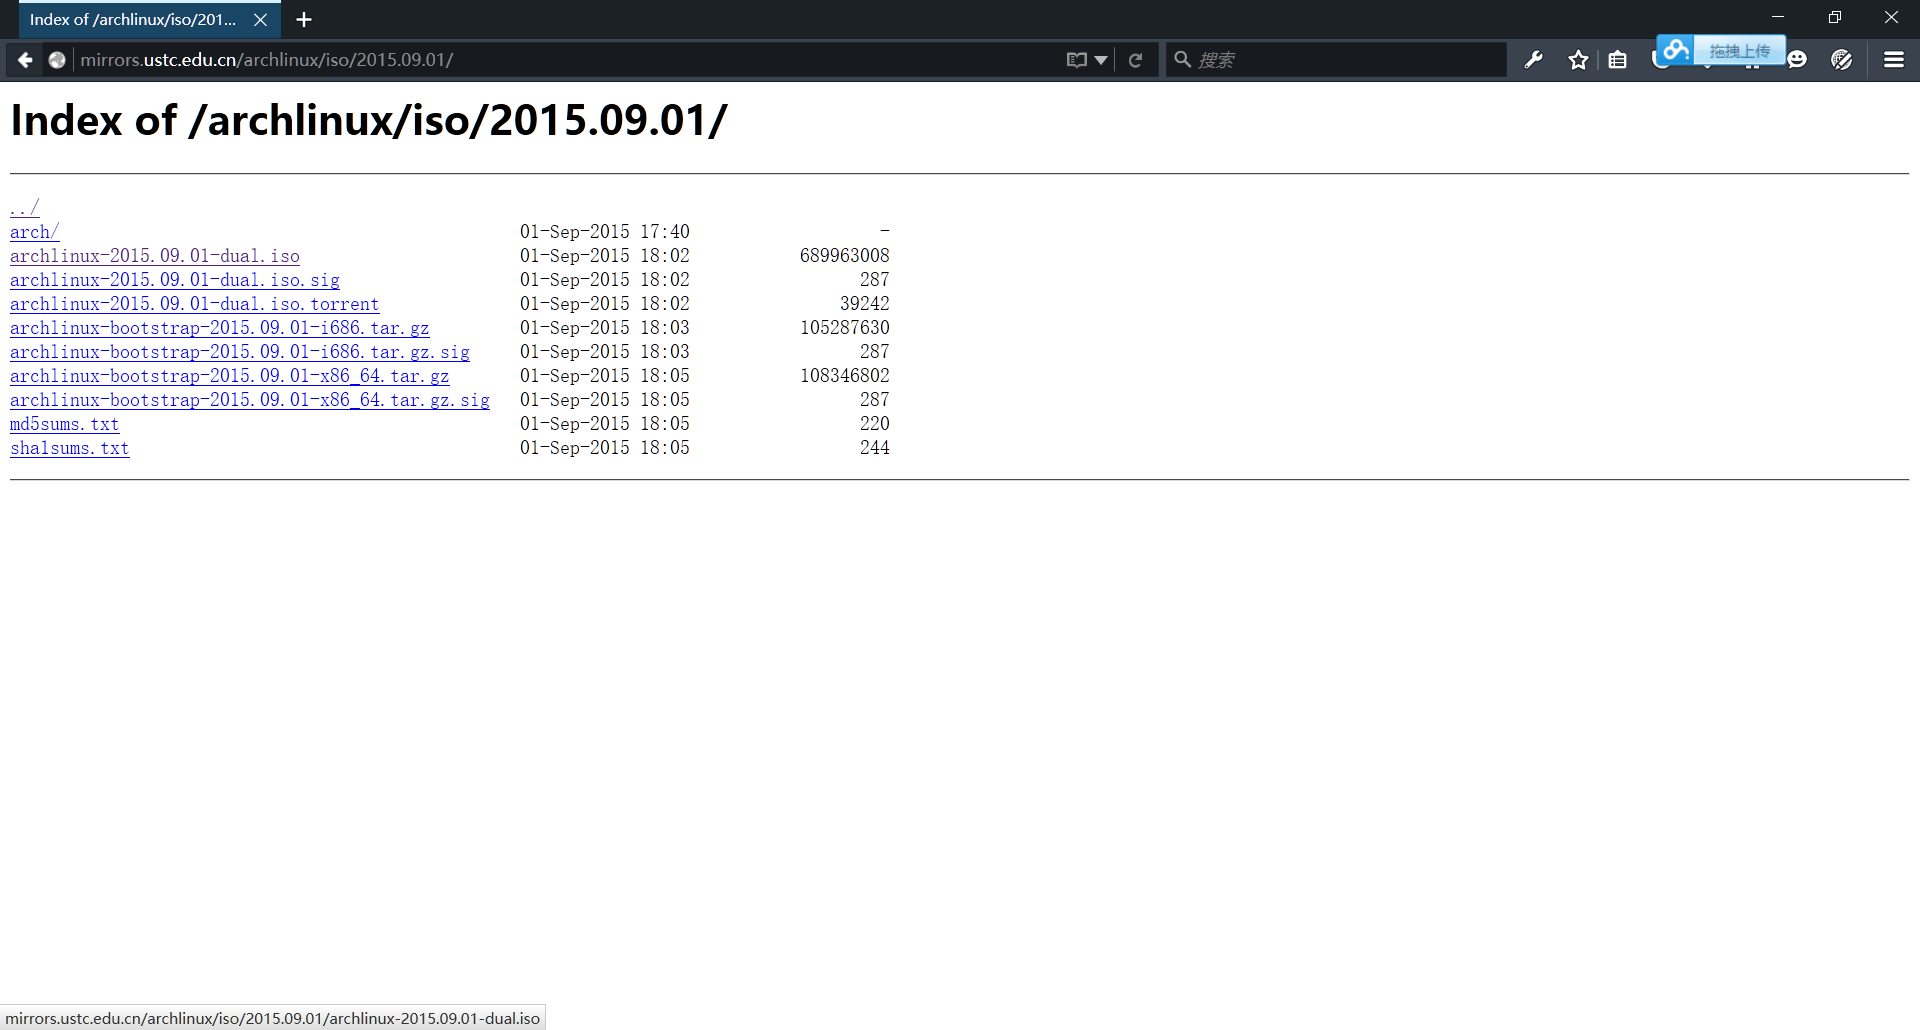 Index of /archlinux/iso/201...
mirrors.ustc.edu.cn/archlinux/iso/2015.09.01/
搜索
拖拽上传
Index of /archlinux/iso/2015.09.01/
../
arch/ 01-Sep-2015 17:40 -
archlinux-2015.09.01-dual.iso 01-Sep-2015 18:02 689963008
archlinux-2015.09.01-dual.iso.sig 01-Sep-2015 18:02 287
archlinux-2015.09.01-dual.iso.torrent 01-Sep-2015 18:02 39242
archlinux-bootstrap-2015.09.01-i686.tar.gz 01-Sep-2015 18:03 105287630
archlinux-bootstrap-2015.09.01-i686.tar.gz.sig 01-Sep-2015 18:03 287
archlinux-bootstrap-2015.09.01-x86_64.tar.gz 01-Sep-2015 18:05 108346802
archlinux-bootstrap-2015.09.01-x86_64.tar.gz.sig 01-Sep-2015 18:05 287
md5sums.txt 01-Sep-2015 18:05 220
sha1sums.txt 01-Sep-2015 18:05 244
mirrors.ustc.edu.cn/archlinux/iso/2015.09.01/archlinux-2015.09.01-dual.iso